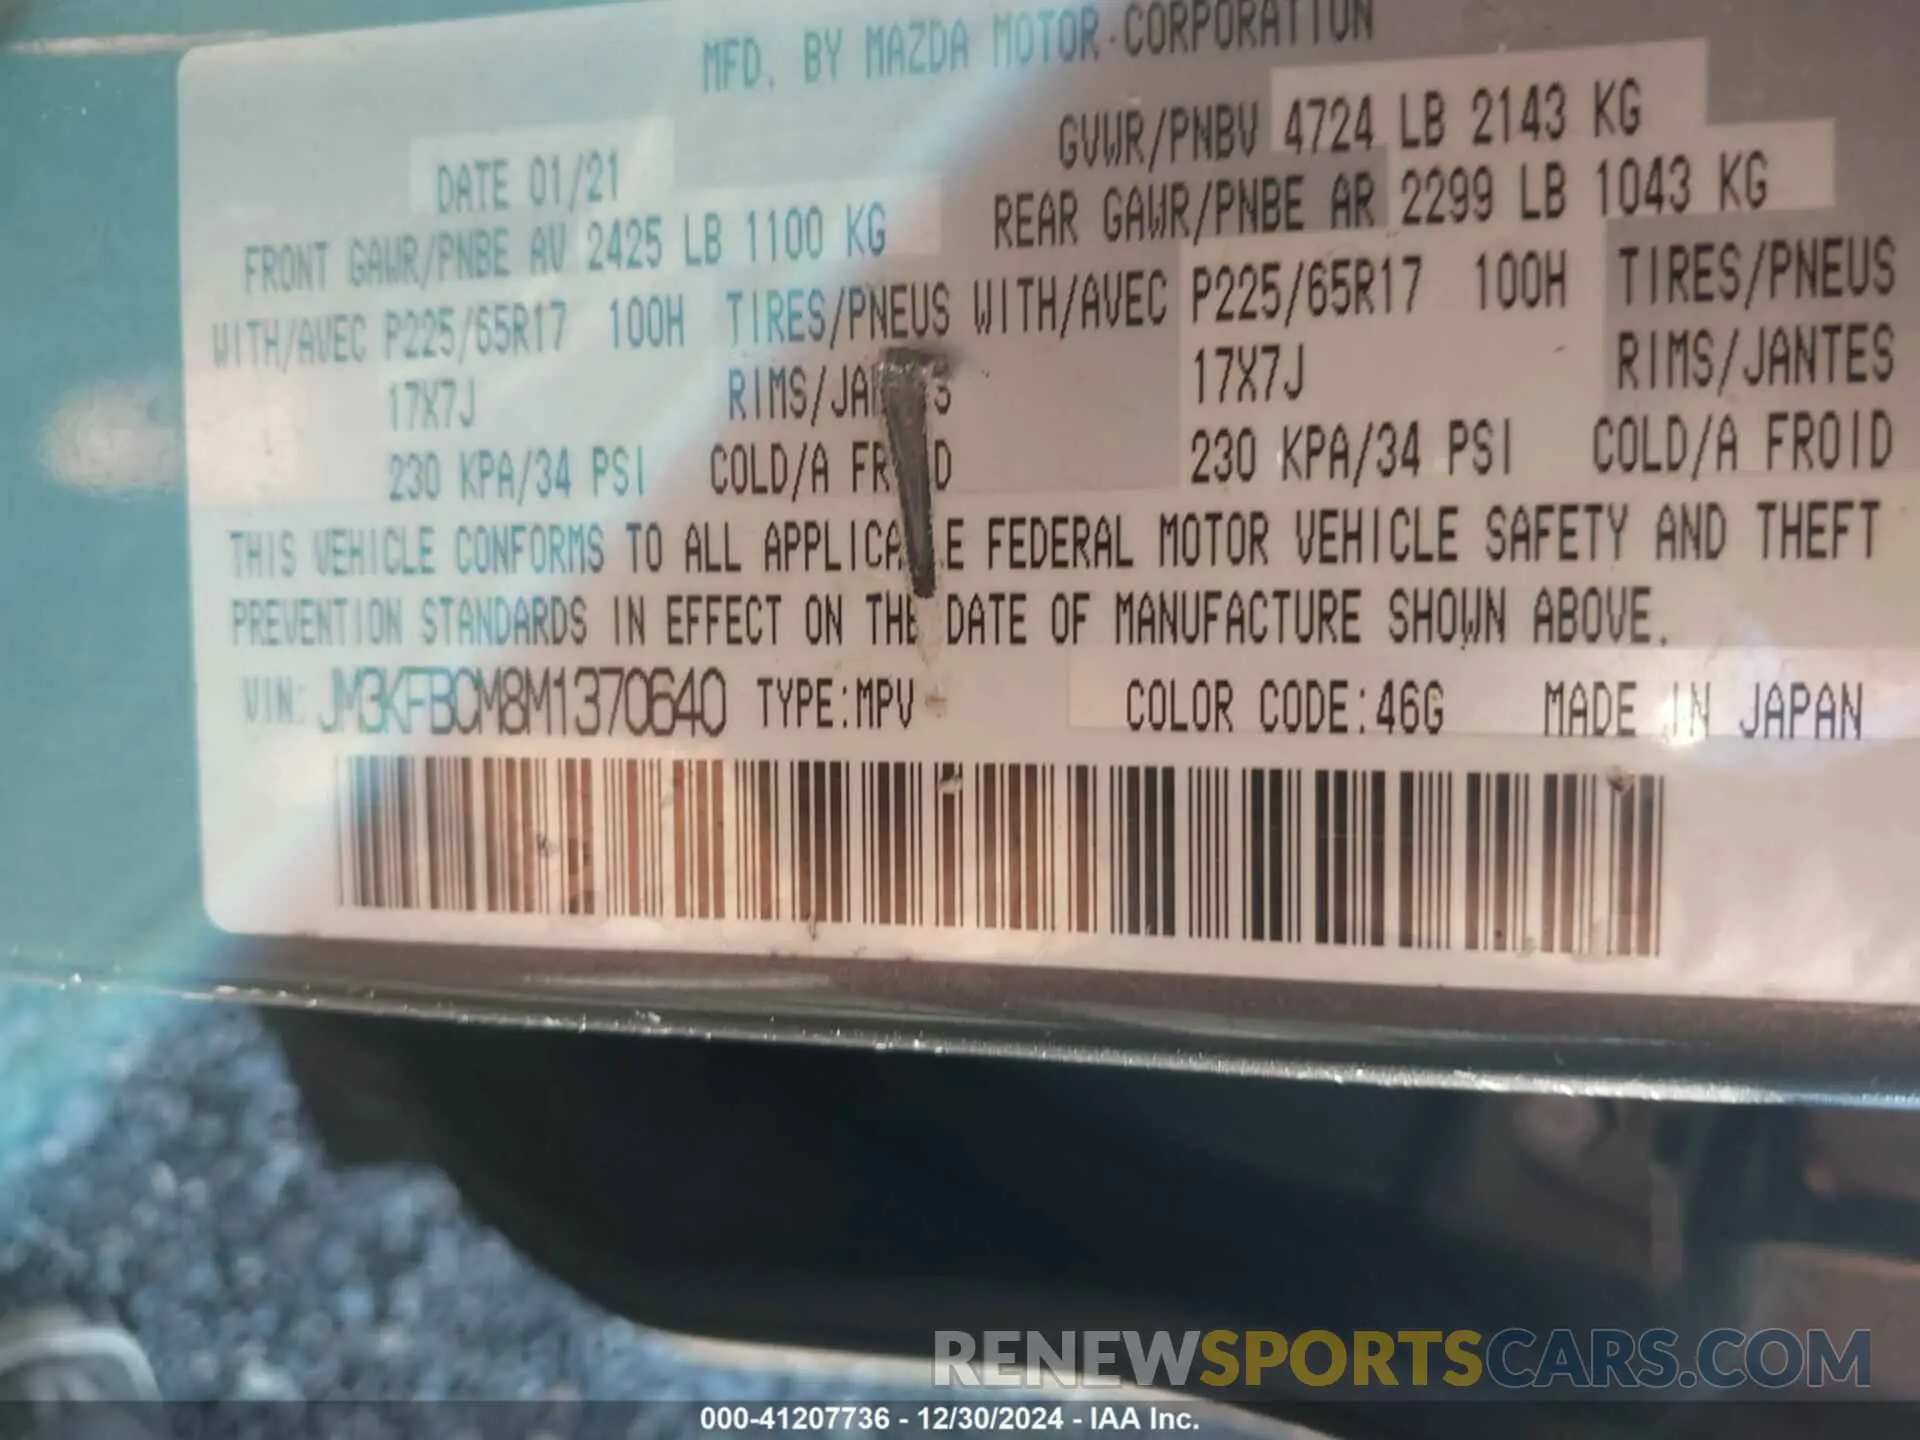 MFD. BY MAZDA MOTOR CORPORATION
DATE 01/21 GVWR/PNBV 4724 LB 2143 KG
FRONT GAWR/PNBE AV 2425 LB 1100 KG REAR GAWR/PNBE AR 2299 LB 1043 KG
WITH/AVEC P225/65R17 100H TIRES/PNEUS WITH/AVEC P225/65R17 100H TIRES/PNEUS
17X7J RIMS/JANTES 17X7J RIMS/JANTES
230 KPA/34 PSI COLD/A FROID 230 KPA/34 PSI COLD/A FROID
THIS VEHICLE CONFORMS TO ALL APPLICABLE FEDERAL MOTOR VEHICLE SAFETY AND THEFT
PREVENTION STANDARDS IN EFFECT ON THE DATE OF MANUFACTURE SHOWN ABOVE.
VIN: JM3KFBCM8M1370640 TYPE:MPV COLOR CODE:46G MADE IN JAPAN
RENEWSPORTSCARS.COM
000-41207736 - 12/30/2024 - IAA Inc.